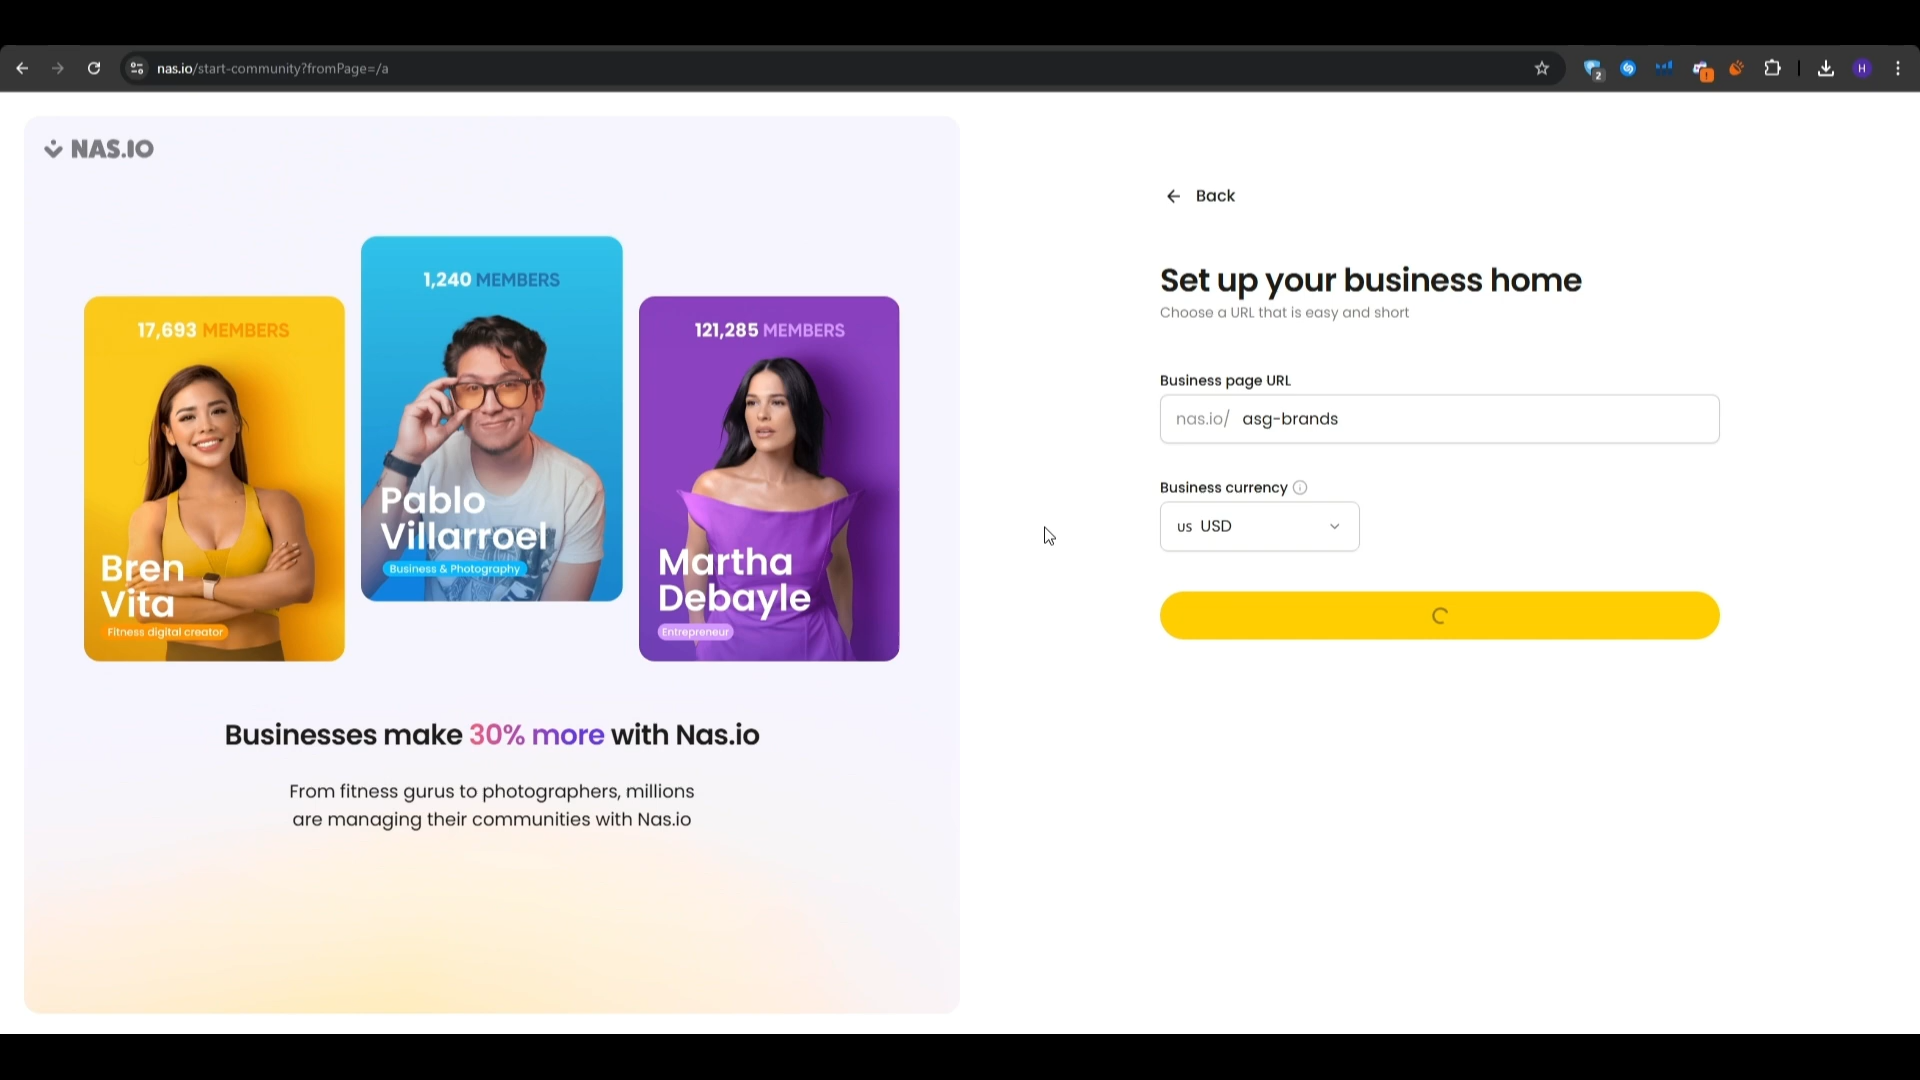 nas.io/start-community?fromPage=/a
2
H
NAS.IO
17,693 MEMBERS
Bren
Vita
Fitness digital creator
1,240 MEMBERS
Pablo
Villarroel
Business & Photography
121,285 MEMBERS
Martha
Debayle
Entrepreneur
Businesses make 30% more with Nas.io
From fitness gurus to photographers, millions
are managing their communities with Nas.io
Back
Set up your business home
Choose a URL that is easy and short
Business page URL
nas.io/ asg-brands
Business currency
us USD